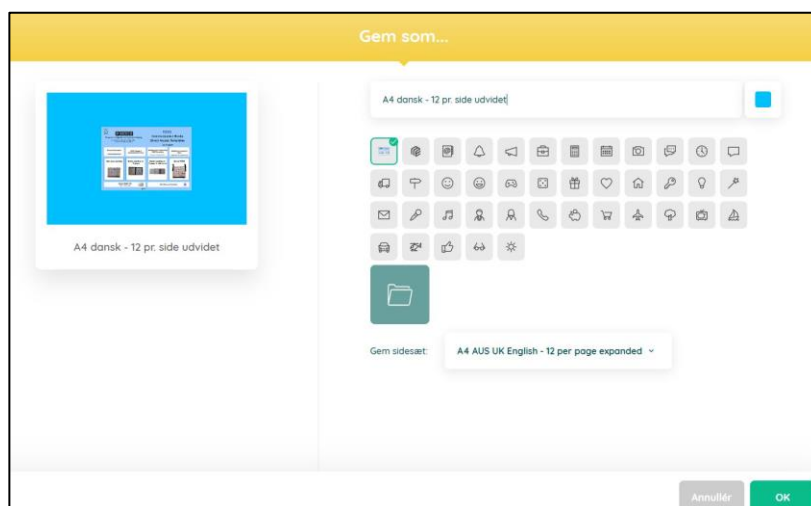 Gem som...
A4 dansk - 12 pr. side udvidet
A4 dansk - 12 pr. side udvidet
Gem sidesæt:
A4 AUS UK English - 12 per page expanded
Annullér
OK